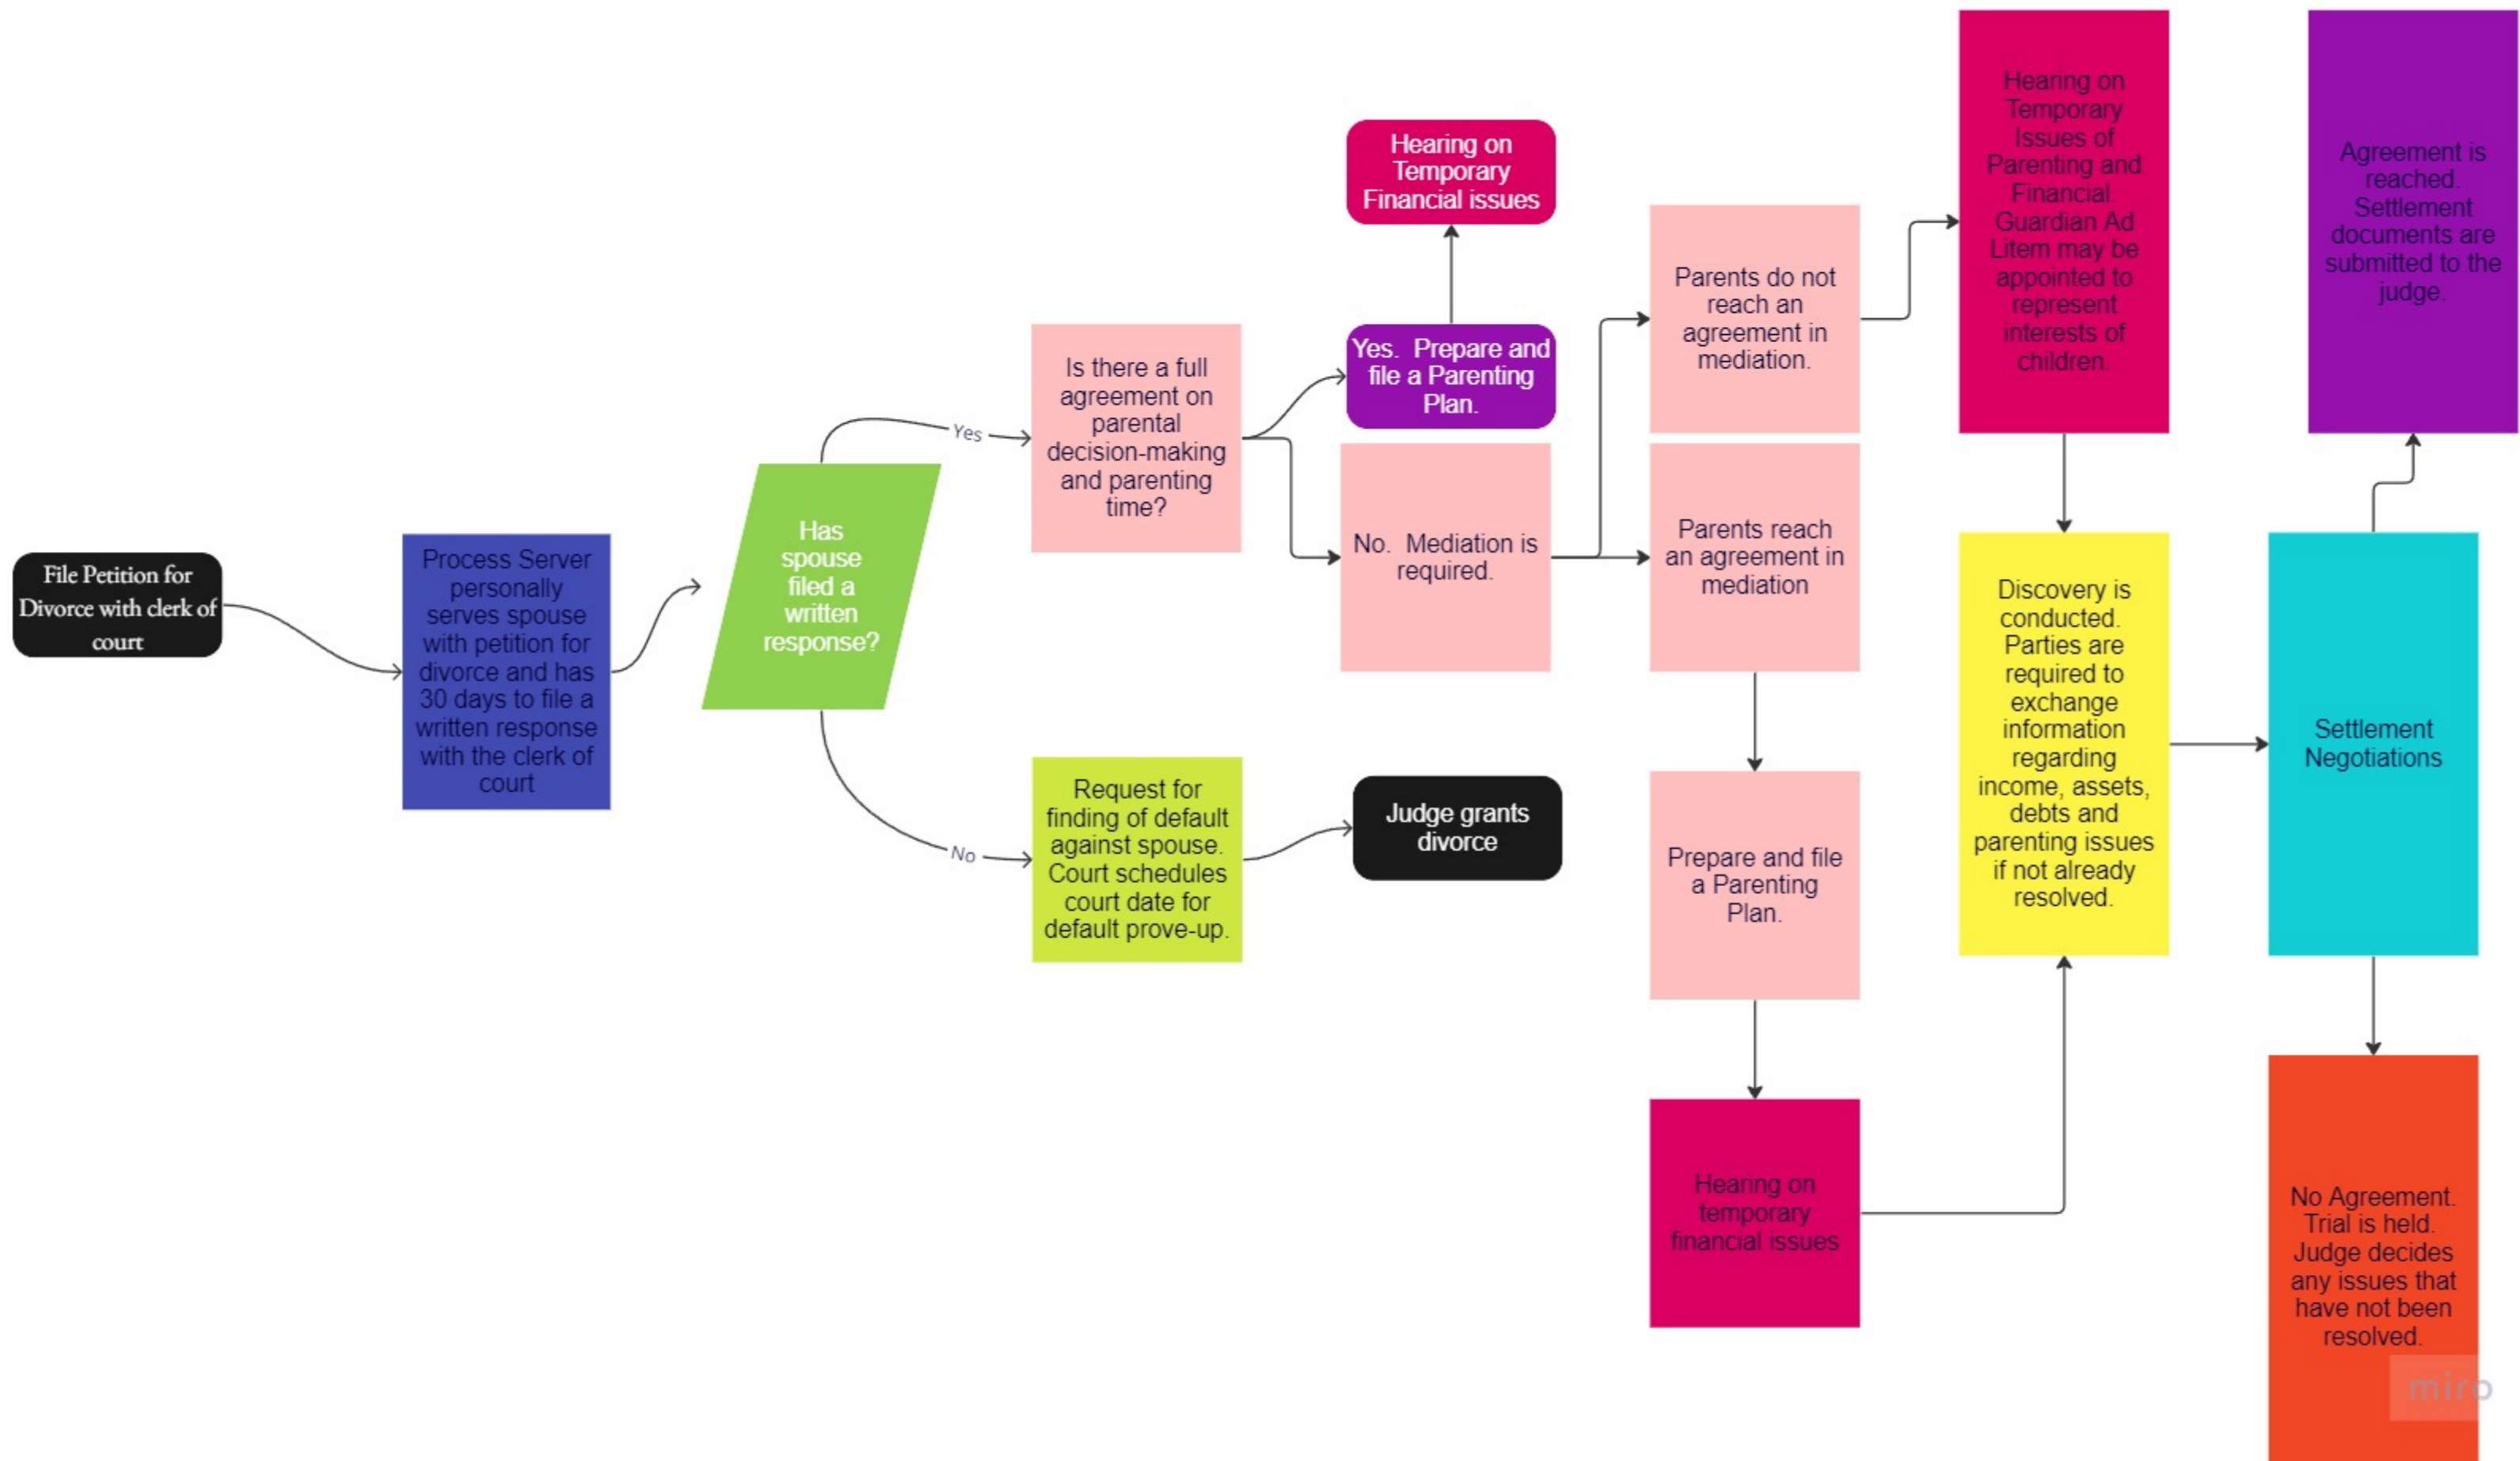 File Petition for
Divorce with clerk of
court
Process Server
personally
serves spouse
with petition for
divorce and has
30 days to file a
written response
with the clerk of
court
Has
spouse
filed a
written
response?
Yes
No
Is there a full
agreement on
parental
decision-making
and parenting
time?
Request for
finding of default
against spouse.
Court schedules
court date for
default prove-up.
Hearing on
Temporary
Financial issues
Yes.  Prepare and
file a Parenting
Plan.
No.  Mediation is
required.
Judge grants
divorce
Parents do not
reach an
agreement in
mediation.
Parents reach
an agreement in
mediation
Prepare and file
a Parenting
Plan.
Hearing on
temporary
financial issues
Hearing on
Temporary
Issues of
Parenting and
Financial.
Guardian Ad
Litem may be
appointed to
represent
interests of
children.
Discovery is
conducted.
Parties are
required to
exchange
information
regarding
income, assets,
debts and
parenting issues
if not already
resolved.
Agreement is
reached.
Settlement
documents are
submitted to the
judge.
Settlement
Negotiations
No Agreement.
Trial is held.
Judge decides
any issues that
have not been
resolved.
miro